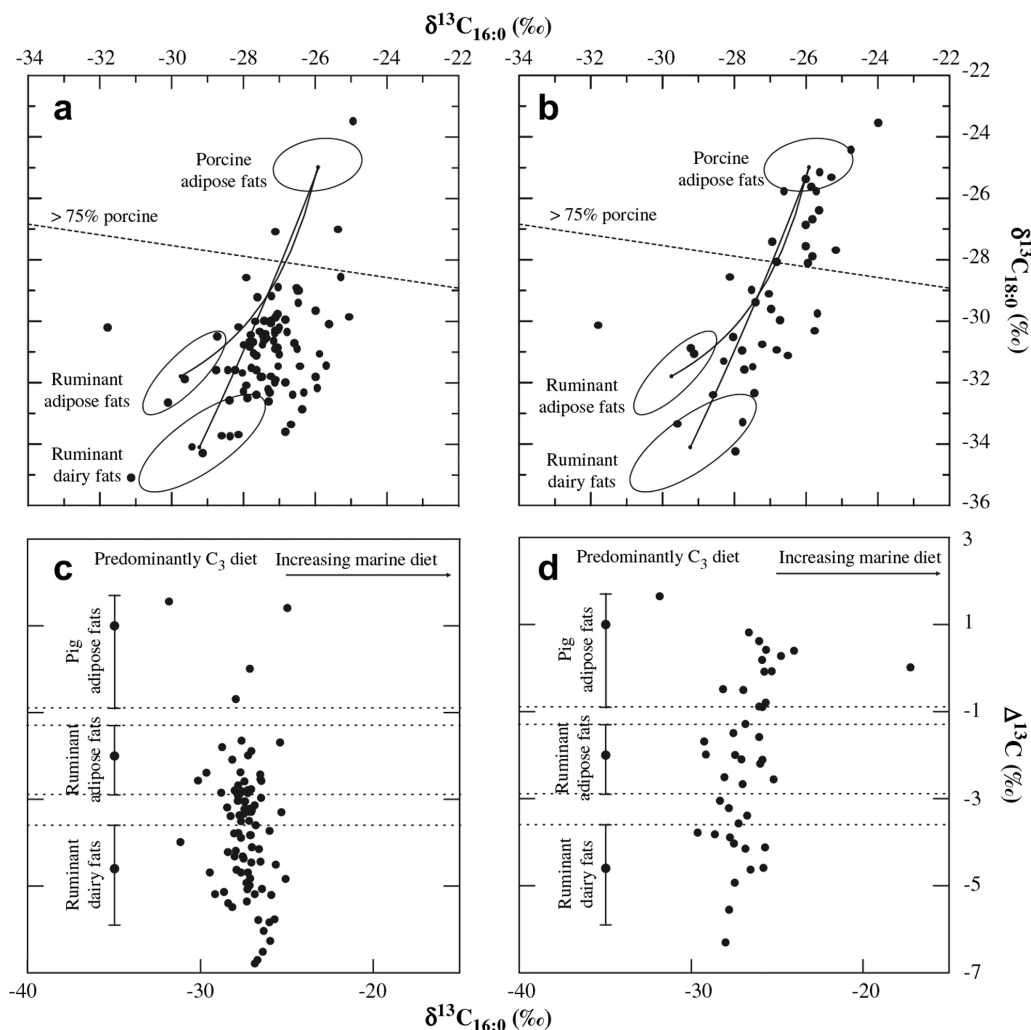 δ¹³C₁₆:₀ (‰)
-34 -32 -30 -28 -26 -24 -22
-34 -32 -30 -28 -26 -24 -22
a
Porcine
adipose fats
> 75% porcine
Ruminant
adipose fats
Ruminant
dairy fats
b
Porcine
adipose fats
> 75% porcine
Ruminant
adipose fats
Ruminant
dairy fats
-22
-24
-26
-28
-30
-32
-34
-36
δ¹³C₁₈:₀ (‰)
c
Predominantly C₃ diet
Increasing marine diet
Pig
adipose fats
Ruminant
adipose fats
Ruminant
dairy fats
d
Predominantly C₃ diet
Increasing marine diet
Pig
adipose fats
Ruminant
adipose fats
Ruminant
dairy fats
3
1
-1
-3
-5
-7
Δ¹³C (‰)
-40 -30 -20
-30 -20
δ¹³C₁₆:₀ (‰)